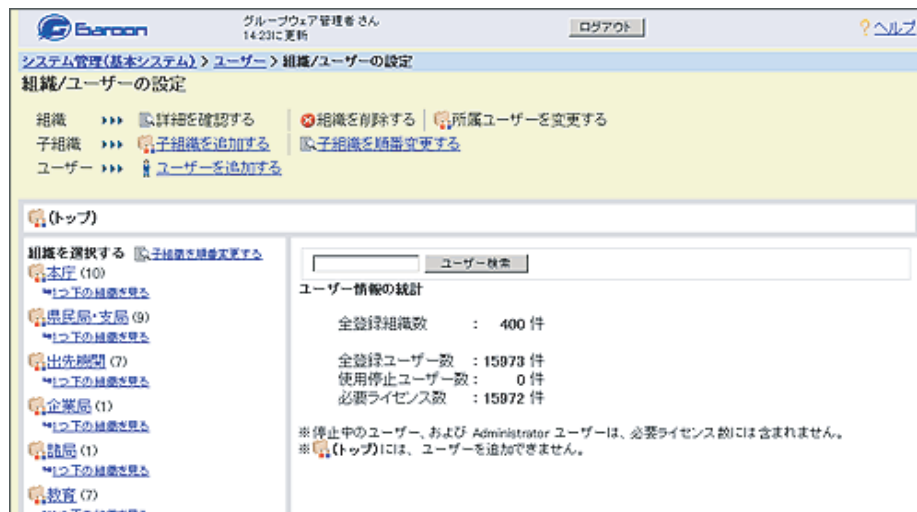 Garoon
グループウェア管理者 さん
14:23に更新
ログアウト
ヘルプ
システム管理(基本システム) > ユーザー > 組織/ユーザーの設定
組織/ユーザーの設定
組織 詳細を確認する 組織を削除する 所属ユーザーを変更する
子組織 子組織を追加する 子組織を順番変更する
ユーザー ユーザーを追加する
(トップ)
組織を選択する 子組織を順番変更する
本庁 (10)
1つ下の組織を見る
県民局・支局 (9)
1つ下の組織を見る
出先機関 (7)
1つ下の組織を見る
企業局 (1)
1つ下の組織を見る
諸局 (1)
1つ下の組織を見る
教育 (7)
1つ下の組織を見る
ユーザー検索
ユーザー情報の統計
全登録組織数 : 400 件
全登録ユーザー数 : 15973 件
使用停止ユーザー数 : 0 件
必要ライセンス数 : 15972 件
※停止中のユーザー、および Administrator ユーザーは、必要ライセンス数には含まれません。
※(トップ)には、ユーザーを追加できません。